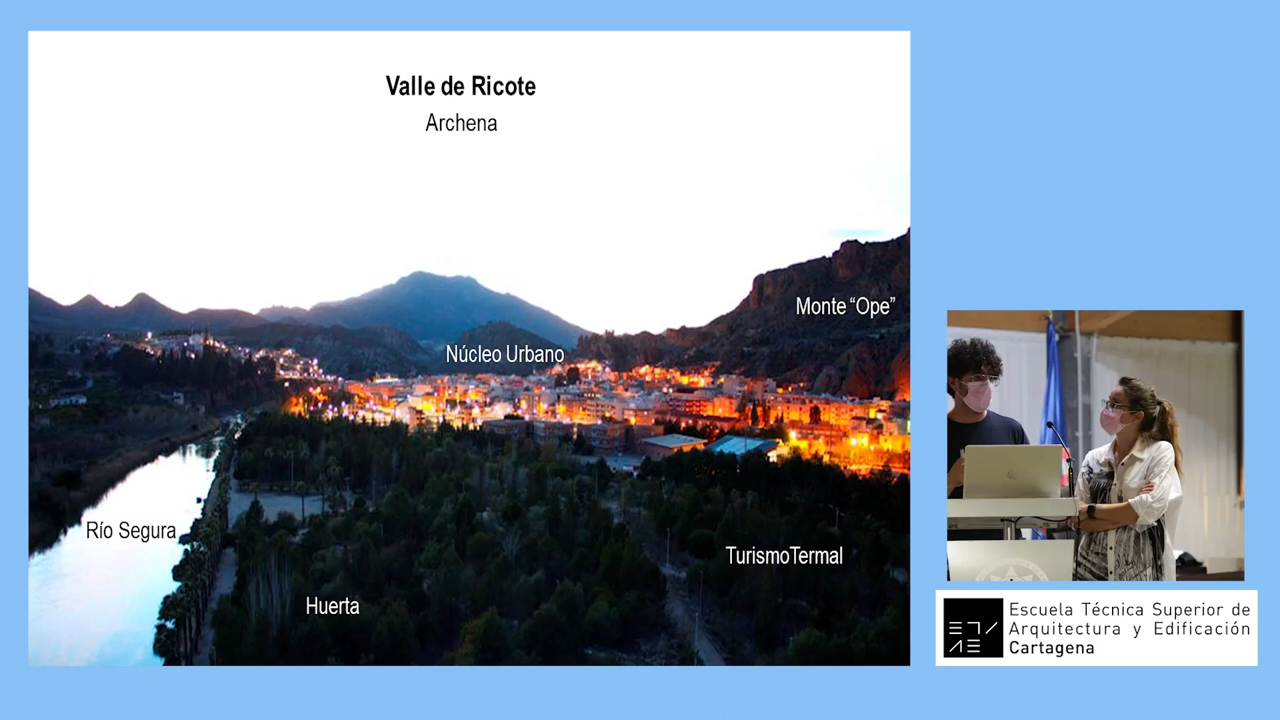 Valle de Ricote
Archena
Monte “Ope”
Núcleo Urbano
Río Segura
TurismoTermal
Huerta
Escuela Técnica Superior de
Arquitectura y Edificación
Cartagena